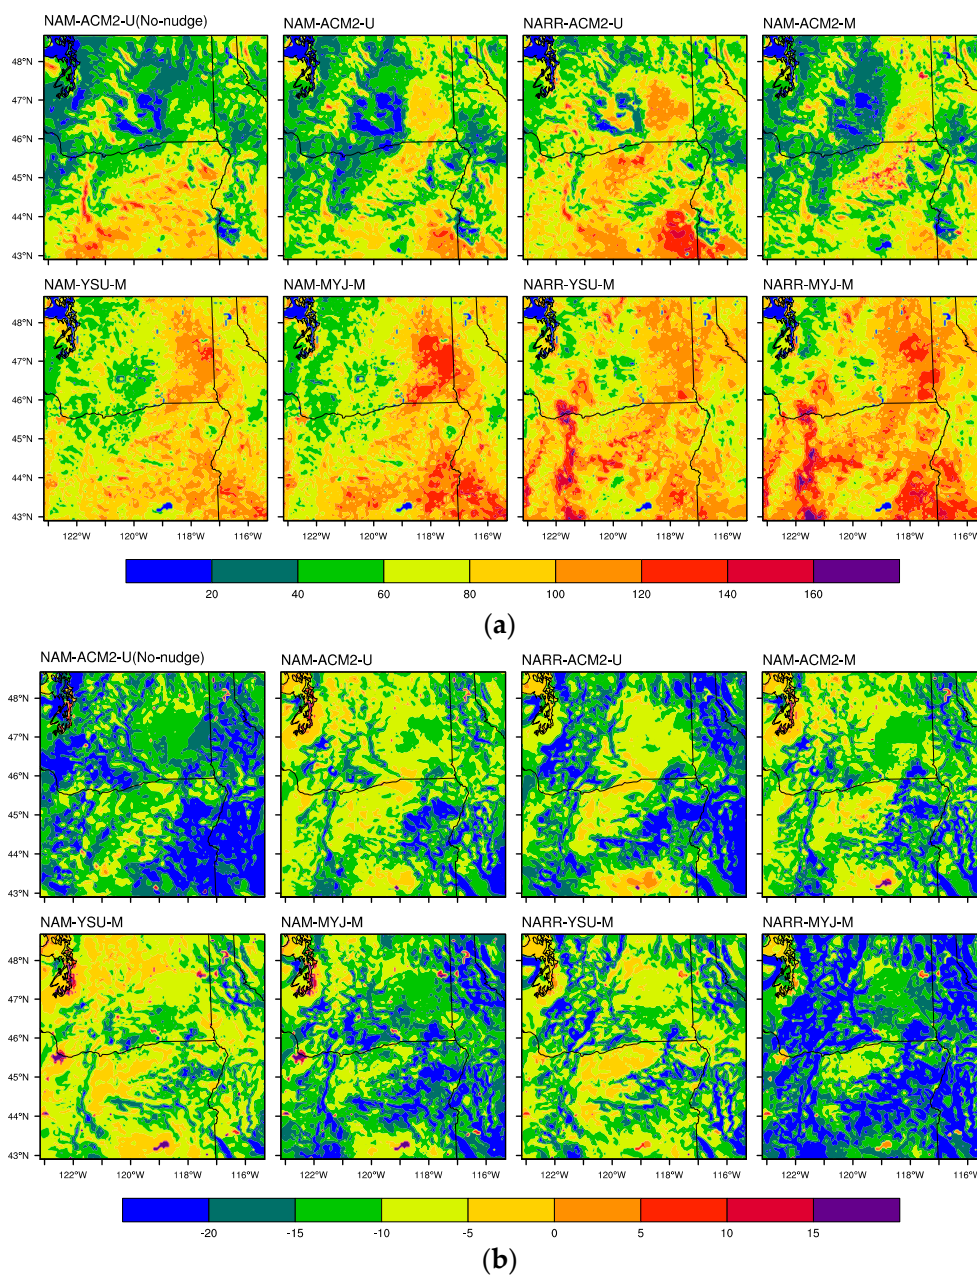 NAM-ACM2-U(No-nudge) NAM-ACM2-U NARR-ACM2-U NAM-ACM2-M
48°N
47°N
46°N
45°N
44°N
43°N
NAM-YSU-M NAM-MYJ-M NARR-YSU-M NARR-MYJ-M
48°N
47°N
46°N
45°N
44°N
43°N
122°W 120°W 118°W 116°W 122°W 120°W 118°W 116°W 122°W 120°W 118°W 116°W 122°W 120°W 118°W 116°W
20 40 60 80 100 120 140 160
(a)
NAM-ACM2-U(No-nudge) NAM-ACM2-U NARR-ACM2-U NAM-ACM2-M
48°N
47°N
46°N
45°N
44°N
43°N
NAM-YSU-M NAM-MYJ-M NARR-YSU-M NARR-MYJ-M
48°N
47°N
46°N
45°N
44°N
43°N
122°W 120°W 118°W 116°W 122°W 120°W 118°W 116°W 122°W 120°W 118°W 116°W 122°W 120°W 118°W 116°W
-20 -15 -10 -5 0 5 10 15
(b)